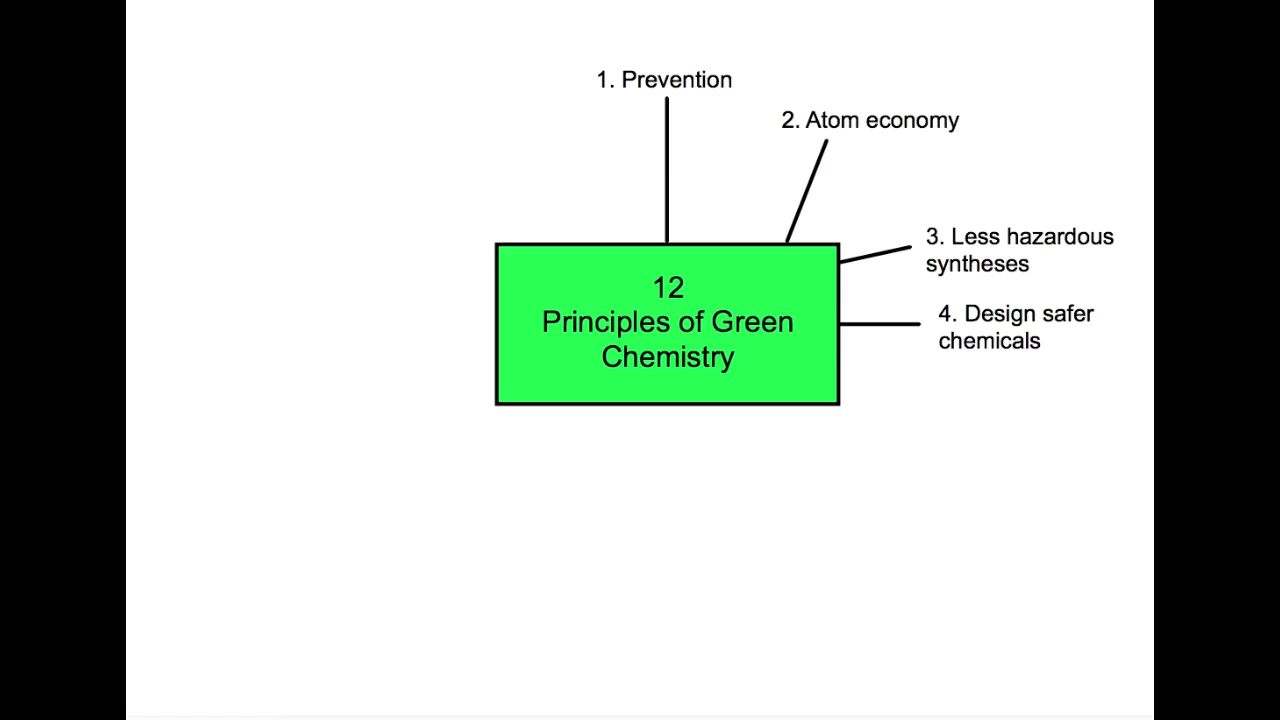 1. Prevention
2. Atom economy
3. Less hazardous
syntheses
12
Principles of Green
Chemistry
4. Design safer
chemicals